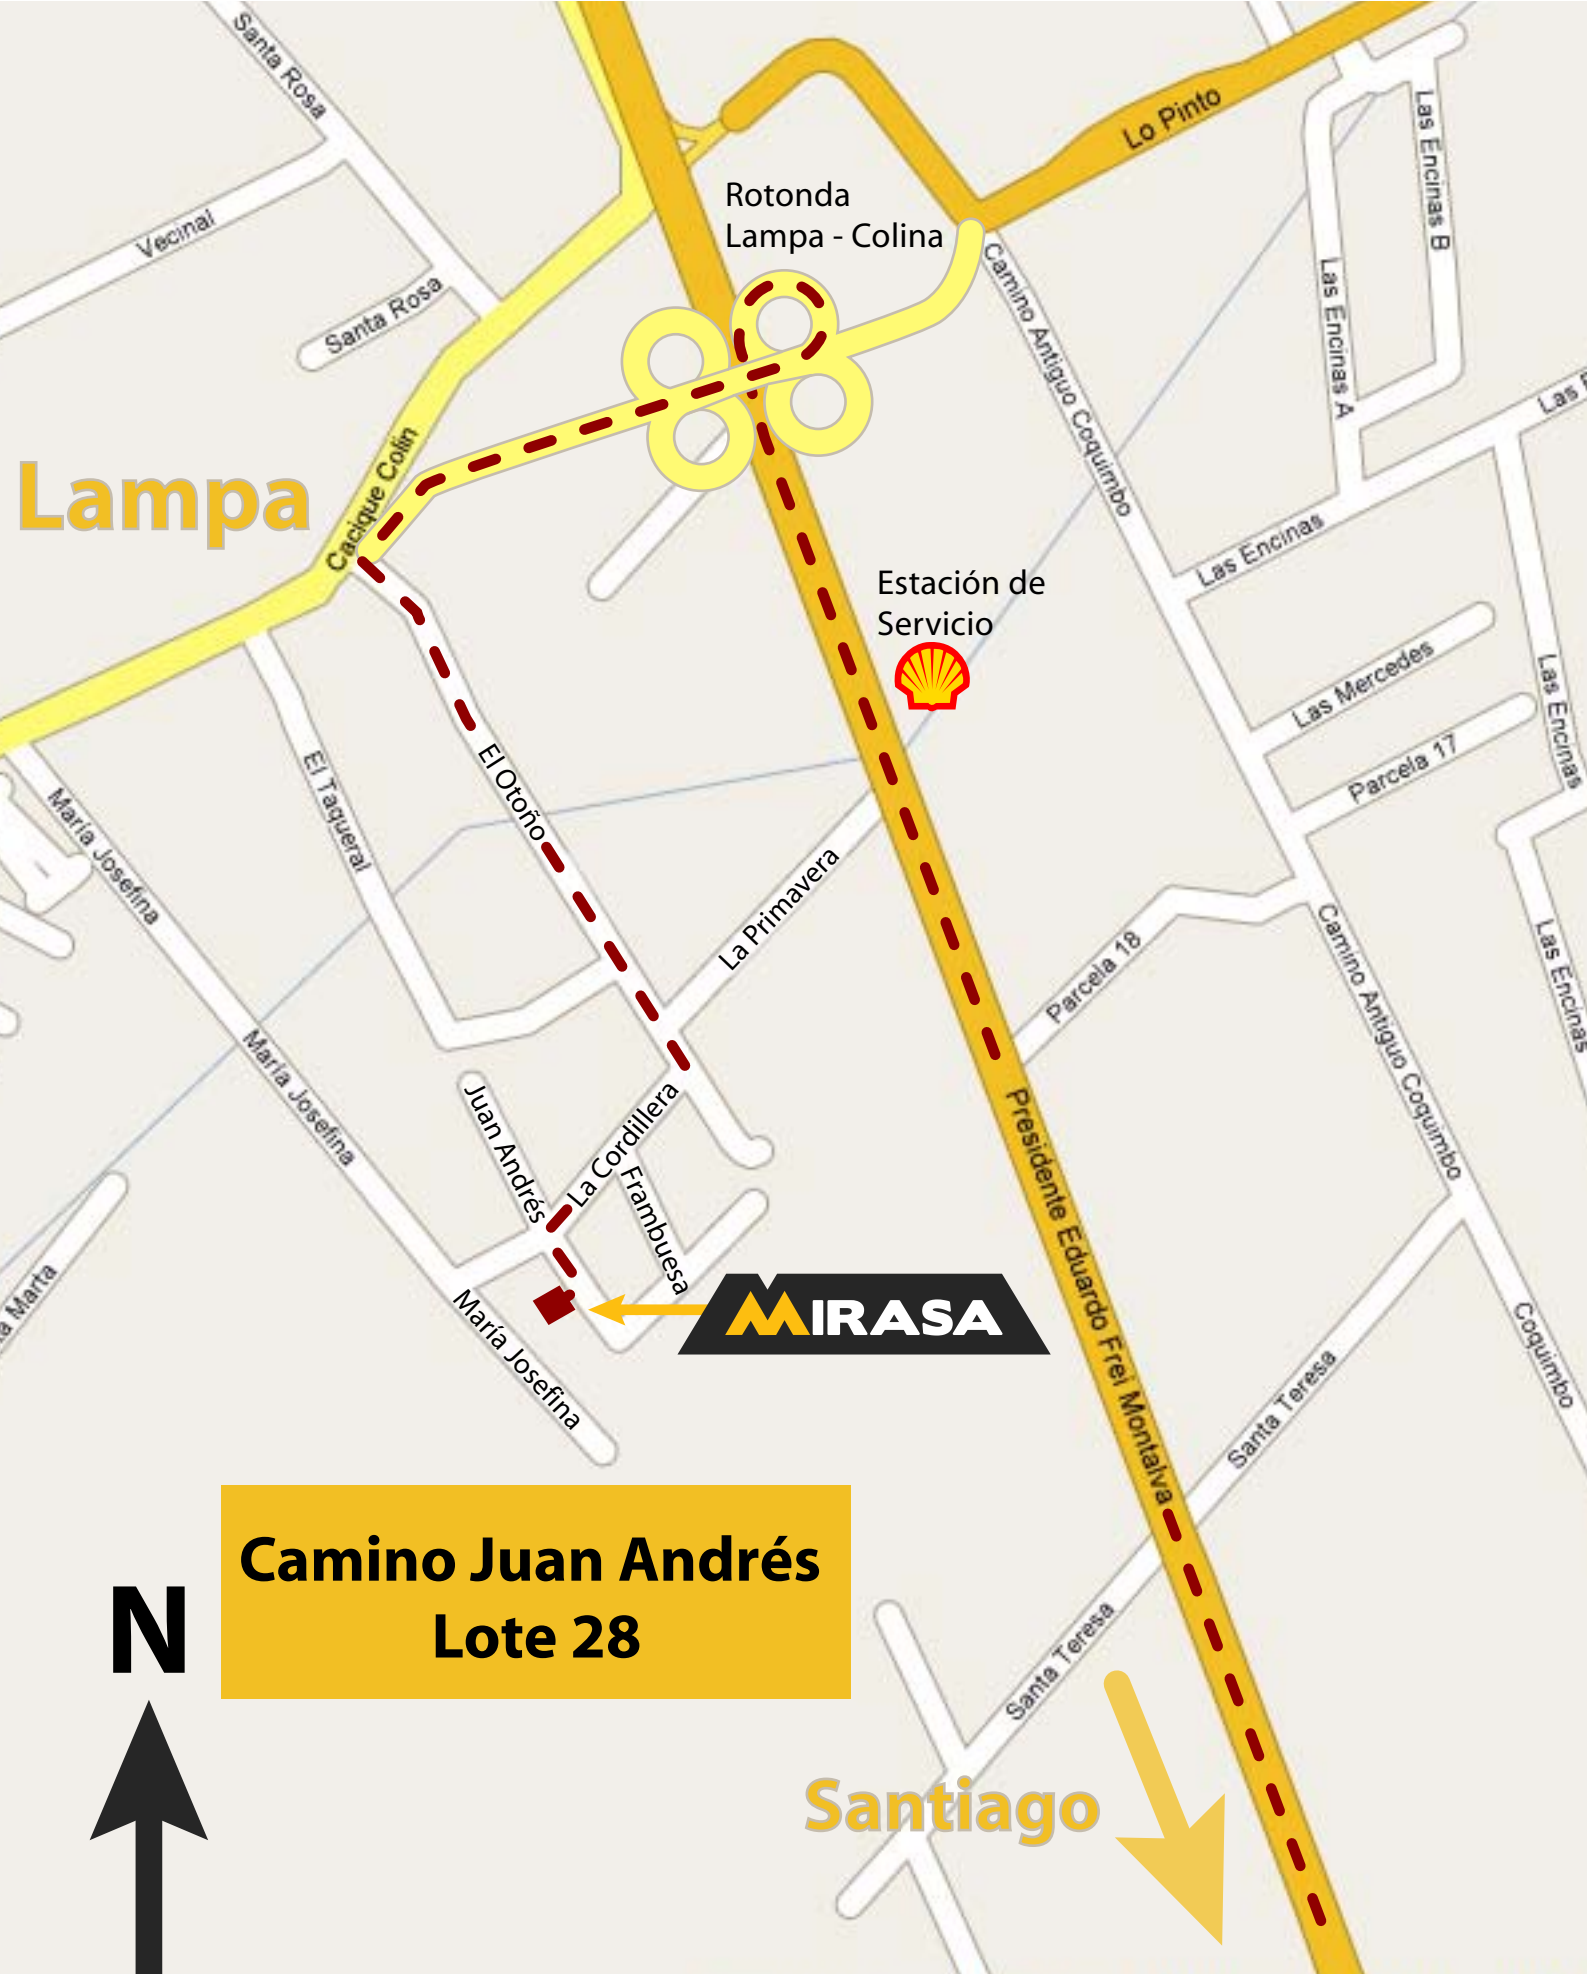 Santa Rosa
Lo Pinto
Las Encinas B
Vecinal
Rotonda
Lampa - Colina
Santa Rosa
Camino Antiguo Coquimbo
Las Encinas A
Las
Cacique Colin
Lampa
Las Encinas
Estación de
Servicio
Las Mercedes
Las Encinas
Parcela 17
El Otoño
El Taqueral
María Josefina
La Primavera
Parcela 18
Camino Antiguo Coquimbo
Las Encinas
María Josefina
Juan Andrés
La Cordillera
Frambuesa
Presidente Eduardo Frei Montalva
Marta
MIRASA
María Josefina
Coquimbo
Santa Teresa
Camino Juan Andrés
Lote 28
N
Santa Teresa
Santiago